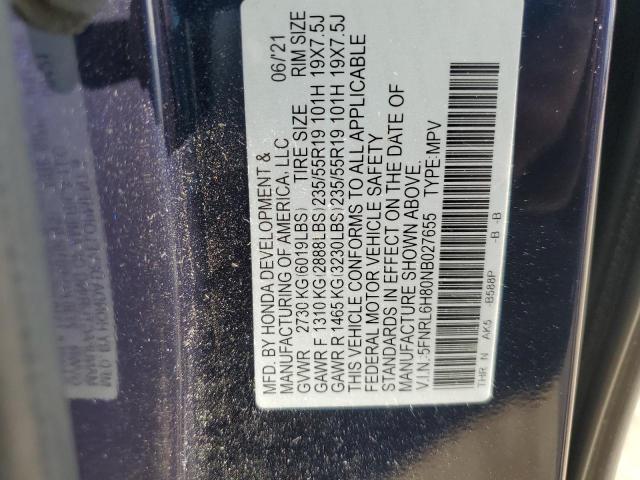 MFD. BY HONDA DEVELOPMENT &
MANUFACTURING OF AMERICA, LLC 06/'21
GVWR 2730 KG(6019LBS) TIRE SIZE RIM SIZE
GAWR F 1310 KG(2888LBS)235/55R19 101H 19X7.5J
GAWR R 1465 KG(3230LBS)235/55R19 101H 19X7.5J
THIS VEHICLE CONFORMS TO ALL APPLICABLE
FEDERAL MOTOR VEHICLE SAFETY
STANDARDS IN EFFECT ON THE DATE OF
MANUFACTURE SHOWN ABOVE.
V.I.N.:5FNRL6H80NB027655 TYPE:MPV
THR N AK5 -B588P -B -B